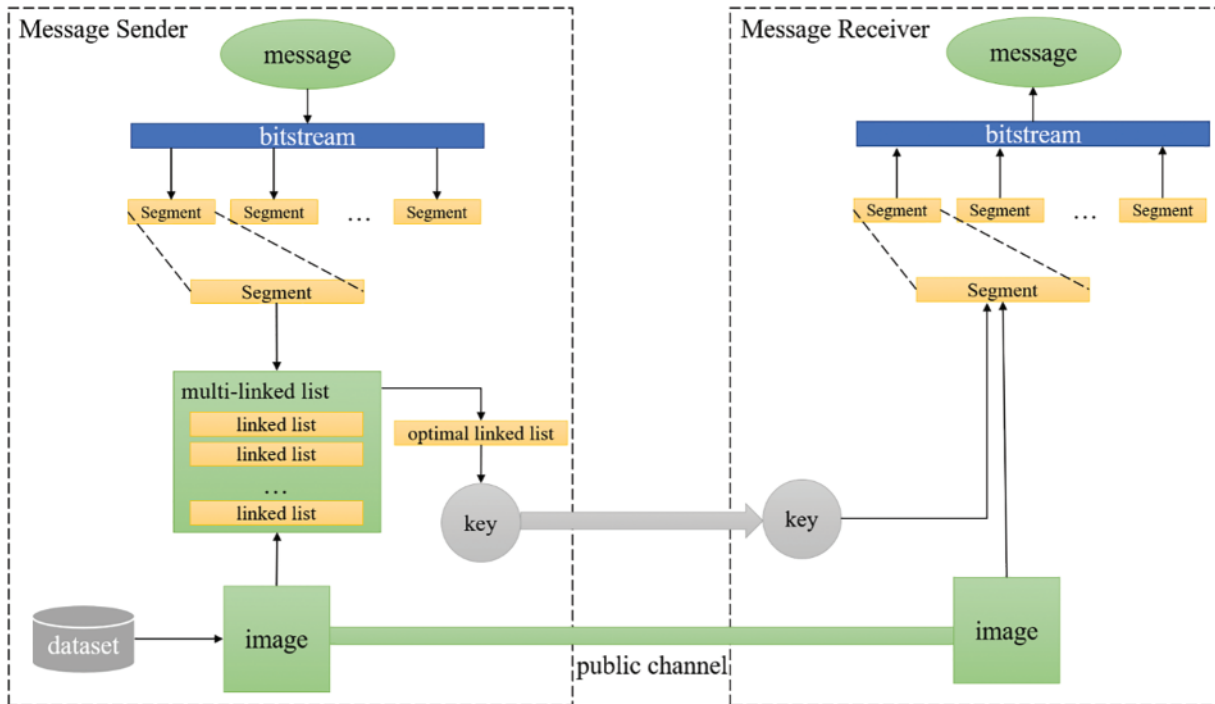 Message Sender
message
bitstream
Segment Segment ... Segment
Segment
multi-linked list
linked list
linked list
...
linked list
optimal linked list
key
dataset
image
public channel
Message Receiver
message
bitstream
Segment Segment ... Segment
Segment
key
image